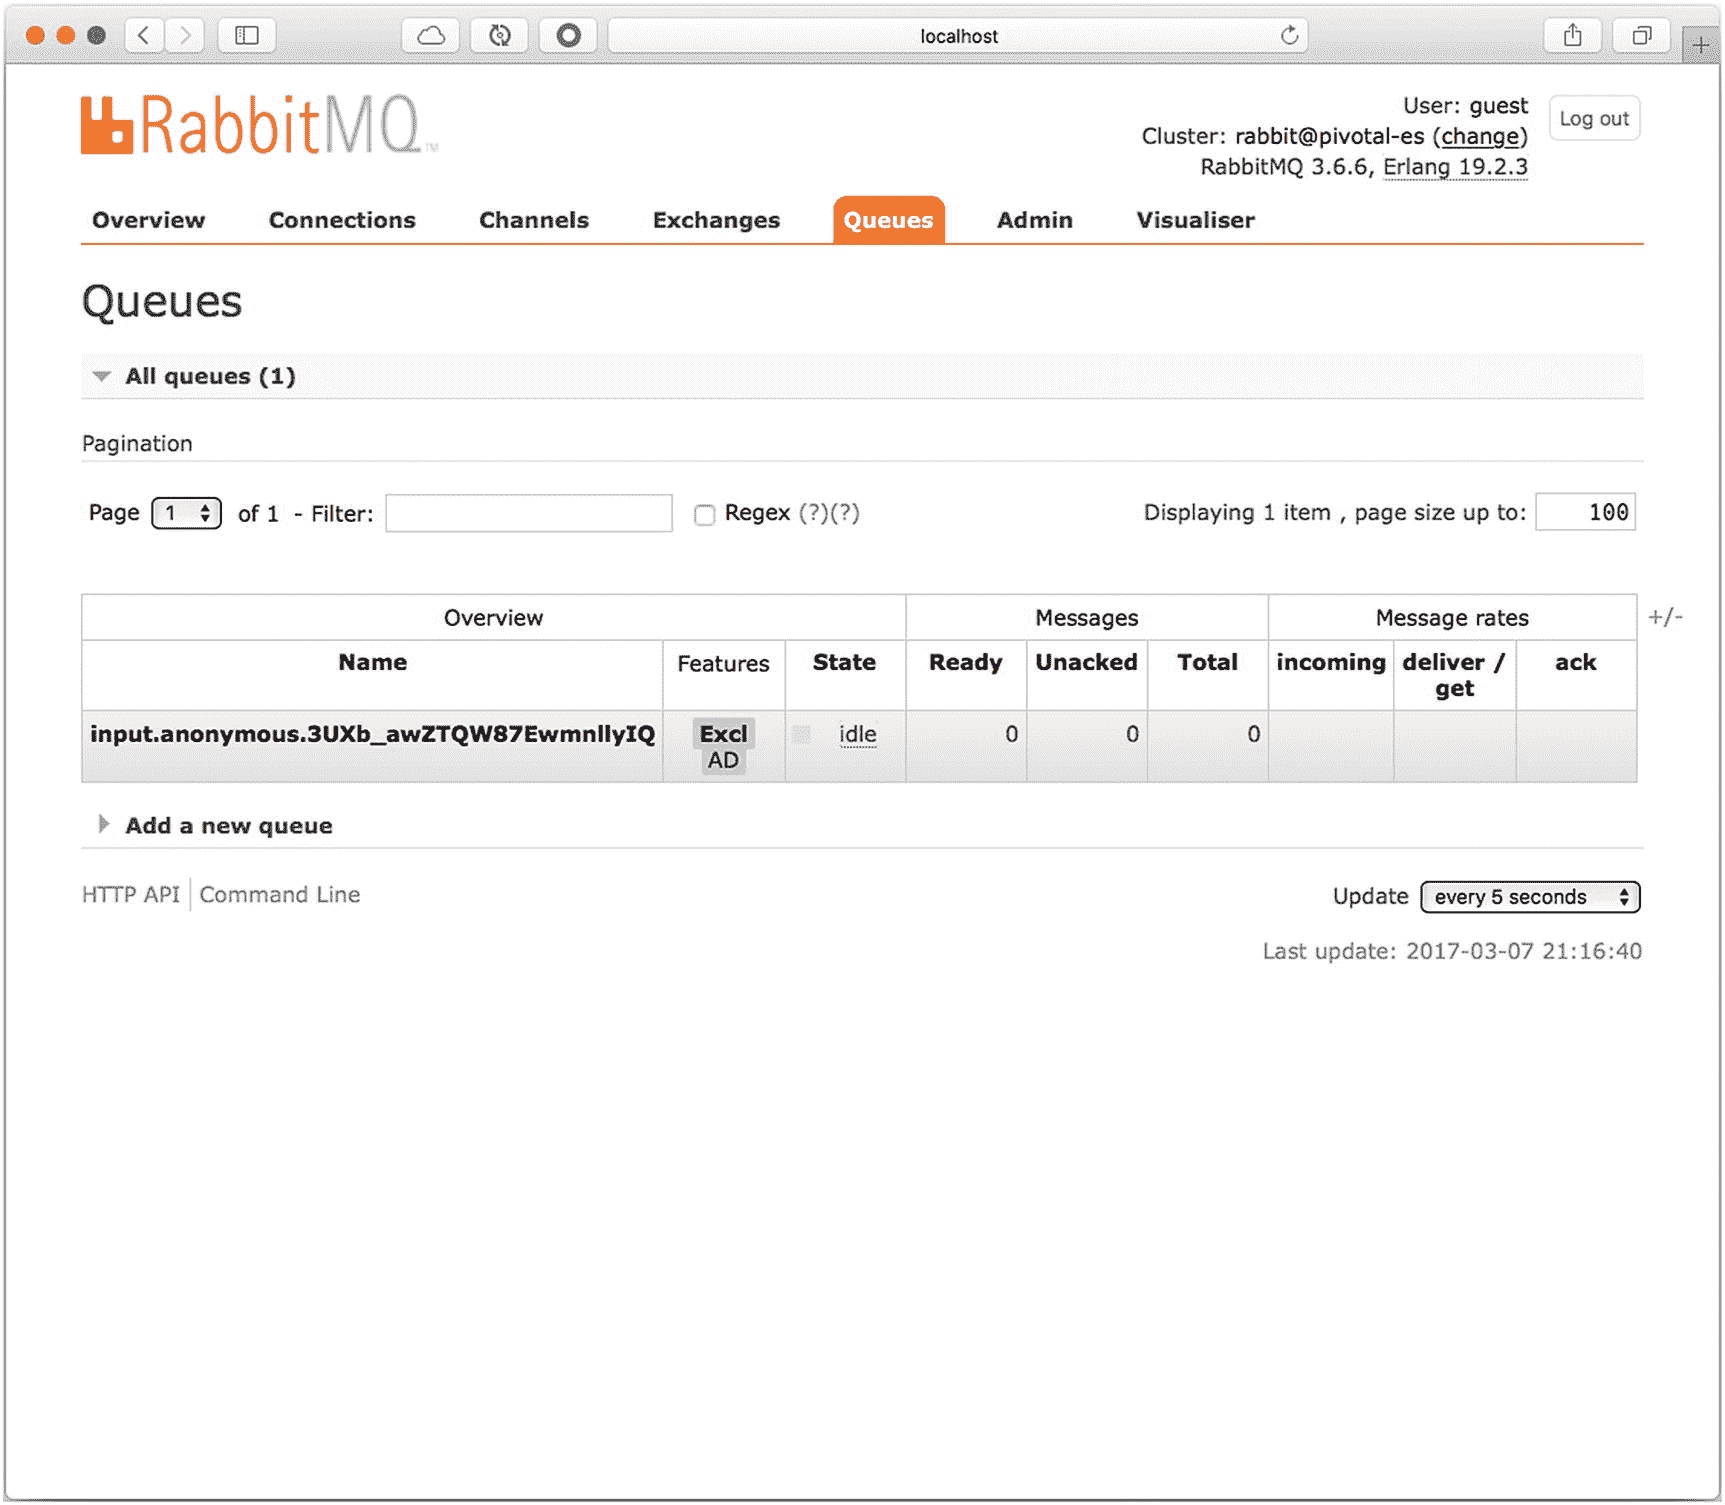 localhost
RabbitMQ™
User: guest
Cluster: rabbit@pivotal-es (change)
RabbitMQ 3.6.6, Erlang 19.2.3
Log out
Overview Connections Channels Exchanges Queues Admin Visualiser
Queues
All queues (1)
Pagination
Page 1 of 1 - Filter: Regex (?)(?) Displaying 1 item , page size up to: 100
Overview Messages Message rates +/-
Name Features State Ready Unacked Total incoming deliver / get ack
input.anonymous.3UXb_awZTQW87EwmnllyIQ Excl AD idle 0 0 0
Add a new queue
HTTP API Command Line Update every 5 seconds
Last update: 2017-03-07 21:16:40